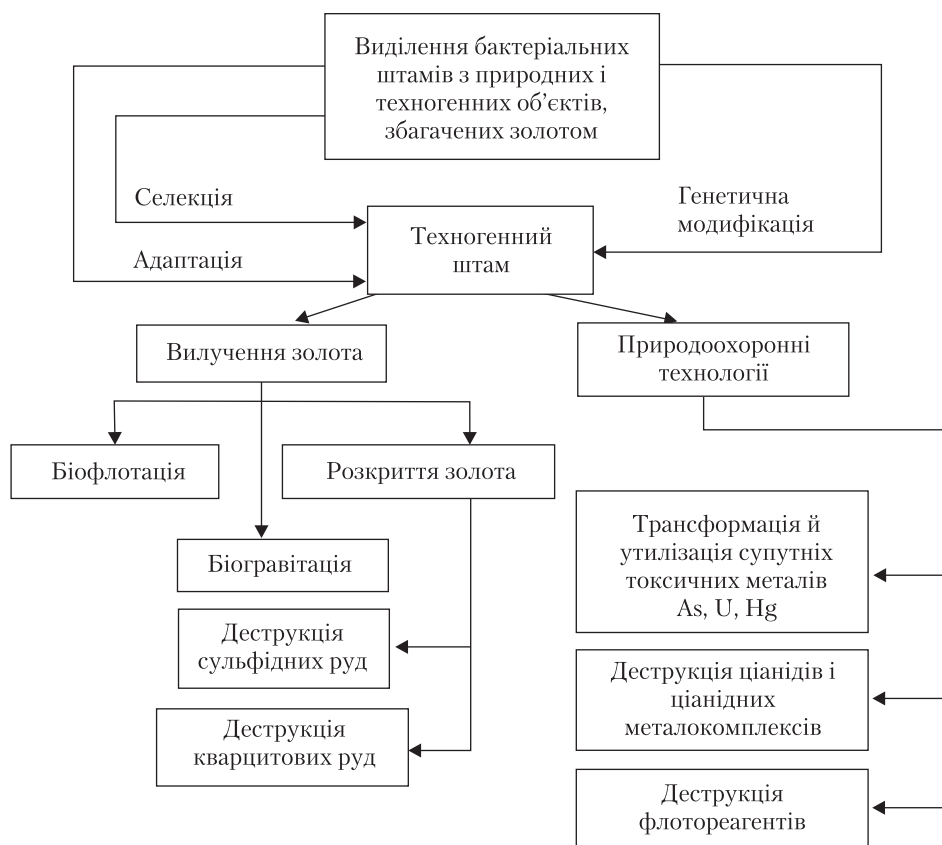 Виділення бактеріальних
штамів з природних і
техногенних об’єктів,
збагачених золотом
Селекція
Генетична
модифікація
Адаптація
Техногенний
штам
Вилучення золота
Природоохоронні
технології
Біофлотація
Розкриття золота
Біогравітація
Деструкція
сульфідних руд
Деструкція
кварцитових руд
Трансформація й
утилізація супутніх
токсичних металів
As, U, Hg
Деструкція ціанідів і
ціанідних
металокомплексів
Деструкція
флотореагентів